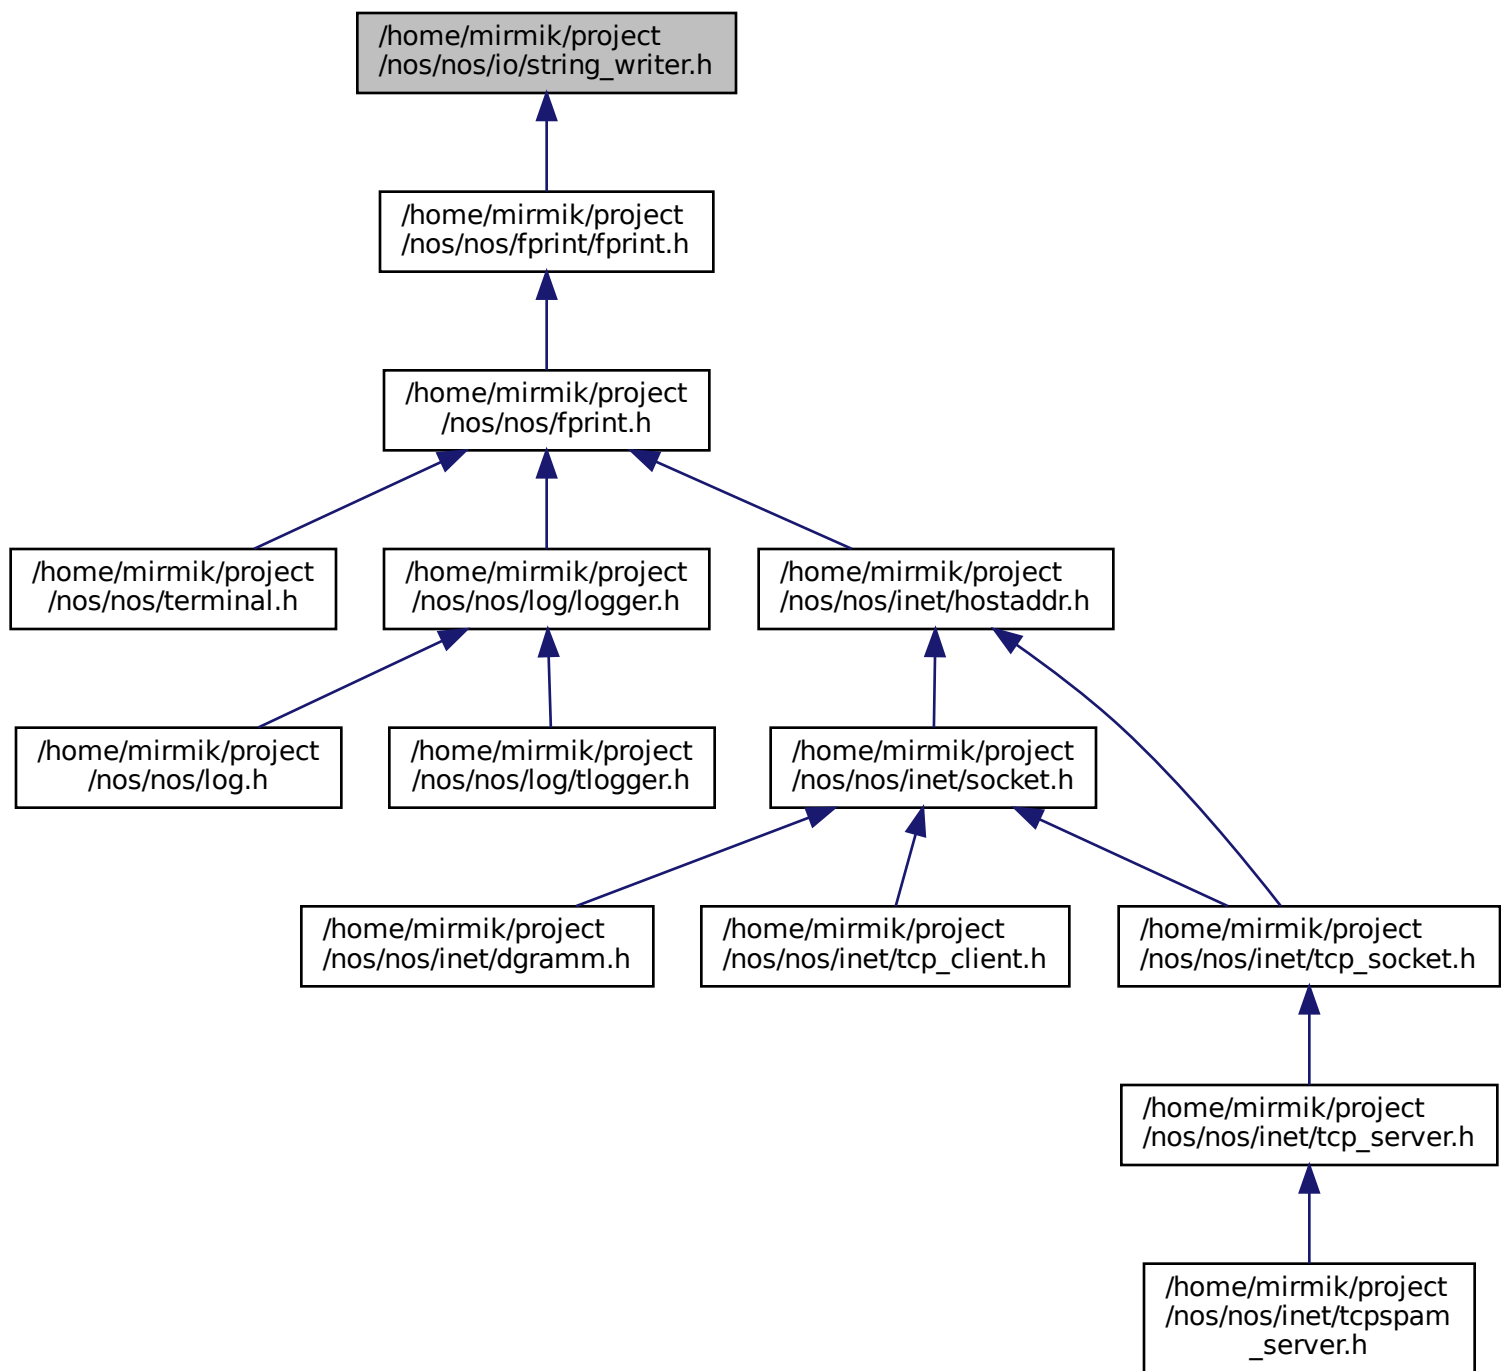 /home/mirmik/project
/nos/nos/io/string_writer.h
/home/mirmik/project
/nos/nos/fprint/fprint.h
/home/mirmik/project
/nos/nos/fprint.h
/home/mirmik/project
/nos/nos/terminal.h
/home/mirmik/project
/nos/nos/log/logger.h
/home/mirmik/project
/nos/nos/inet/hostaddr.h
/home/mirmik/project
/nos/nos/log.h
/home/mirmik/project
/nos/nos/log/tlogger.h
/home/mirmik/project
/nos/nos/inet/socket.h
/home/mirmik/project
/nos/nos/inet/dgramm.h
/home/mirmik/project
/nos/nos/inet/tcp_client.h
/home/mirmik/project
/nos/nos/inet/tcp_socket.h
/home/mirmik/project
/nos/nos/inet/tcp_server.h
/home/mirmik/project
/nos/nos/inet/tcpspam
_server.h